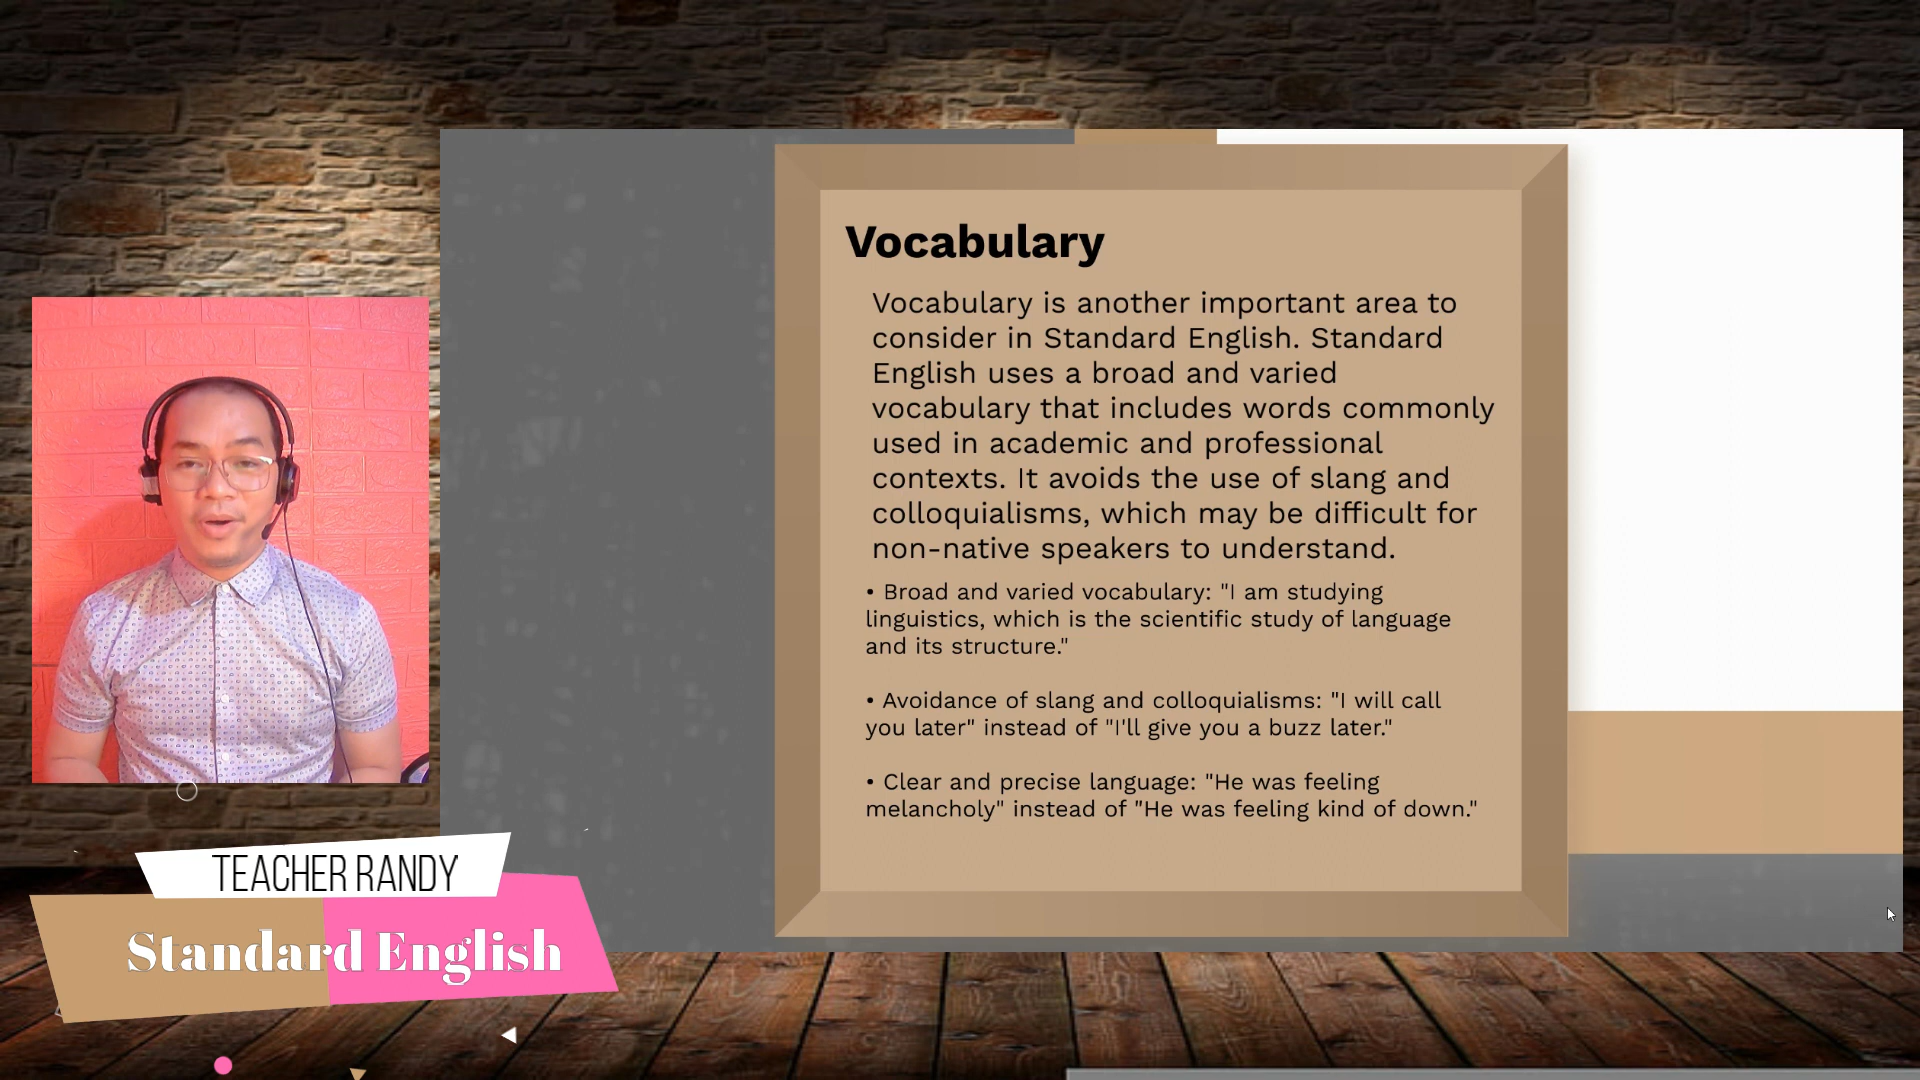 Vocabulary
Vocabulary is another important area to
consider in Standard English. Standard
English uses a broad and varied
vocabulary that includes words commonly
used in academic and professional
contexts. It avoids the use of slang and
colloquialisms, which may be difficult for
non-native speakers to understand.
• Broad and varied vocabulary: "I am studying
linguistics, which is the scientific study of language
and its structure."
• Avoidance of slang and colloquialisms: "I will call
you later" instead of "I'll give you a buzz later."
• Clear and precise language: "He was feeling
melancholy" instead of "He was feeling kind of down."
TEACHER RANDY
Standard English